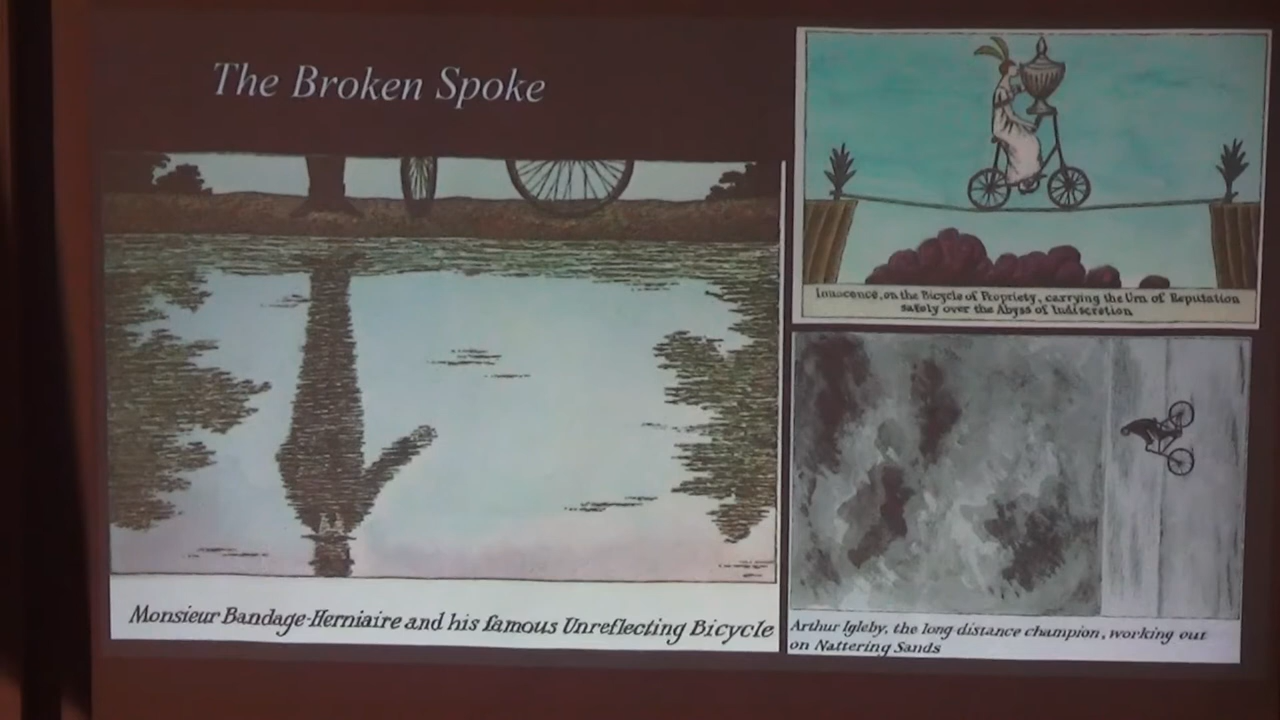 The Broken Spoke
Innocence, on the Bicycle of Propriety, carrying the Urn of Reputation
safely over the Abyss of Indiscretion
Monsieur Bandage-Herniaire and his famous Unreflecting Bicycle
Arthur Igleby, the long-distance champion, working out
on Nattering Sands